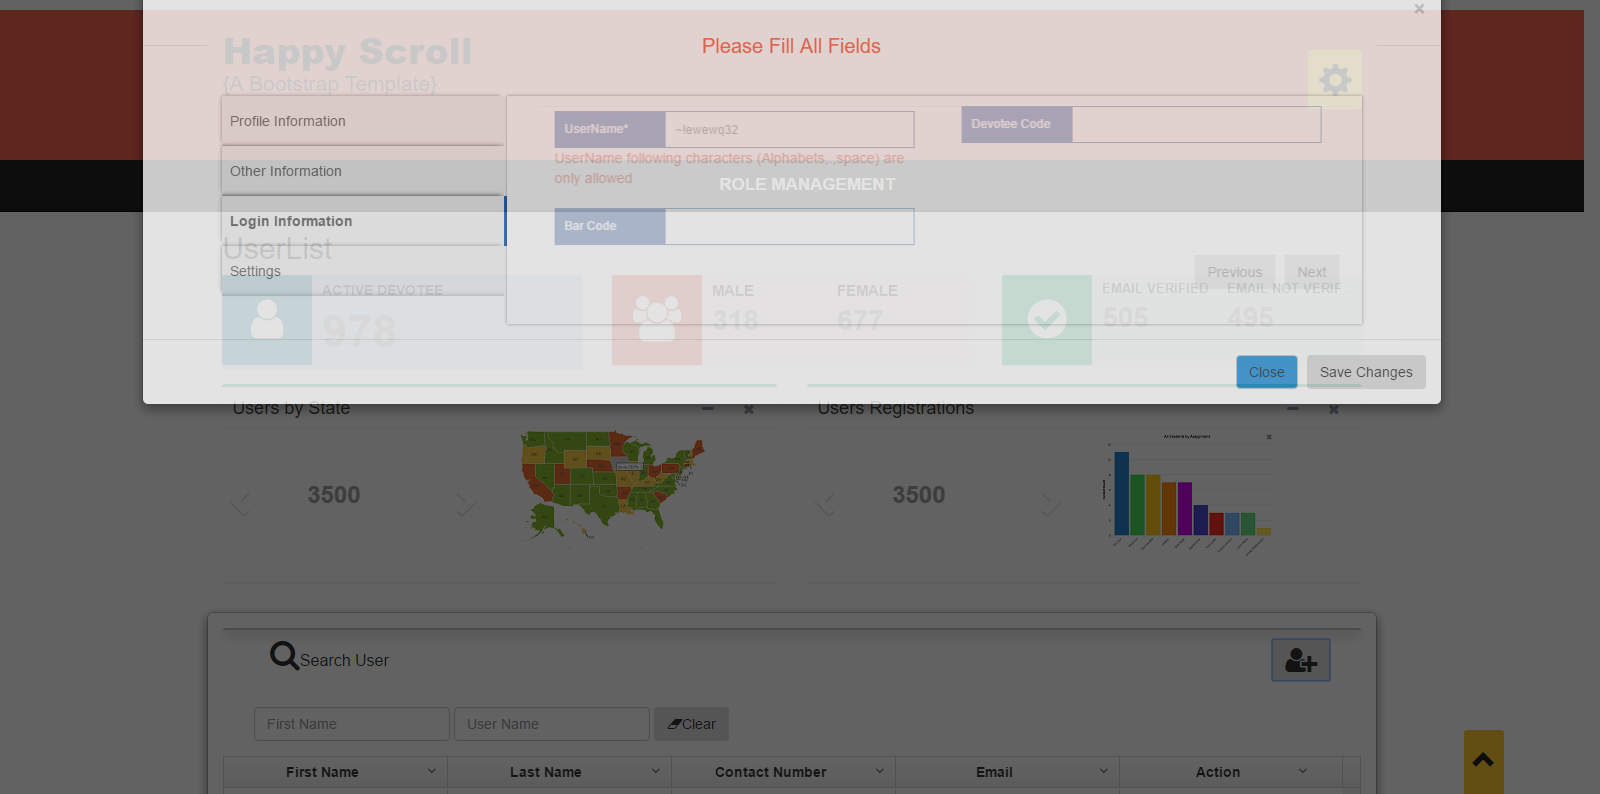 ×
Happy Scroll
{A Bootstrap Template}
Please Fill All Fields
Profile Information
Other Information
Login Information
Settings
UserName*
~!ewewq32
Devotee Code
UserName following characters (Alphabets,.,space) are
only allowed
ROLE MANAGEMENT
Bar Code
UserList
Previous
Next
ACTIVE DEVOTEE
978
MALE
318
FEMALE
677
EMAIL VERIFIED
505
EMAIL NOT VERIF...
495
Close
Save Changes
Users by State
3500
Users Registrations
3500
Search User
First Name
User Name
Clear
First Name
Last Name
Contact Number
Email
Action